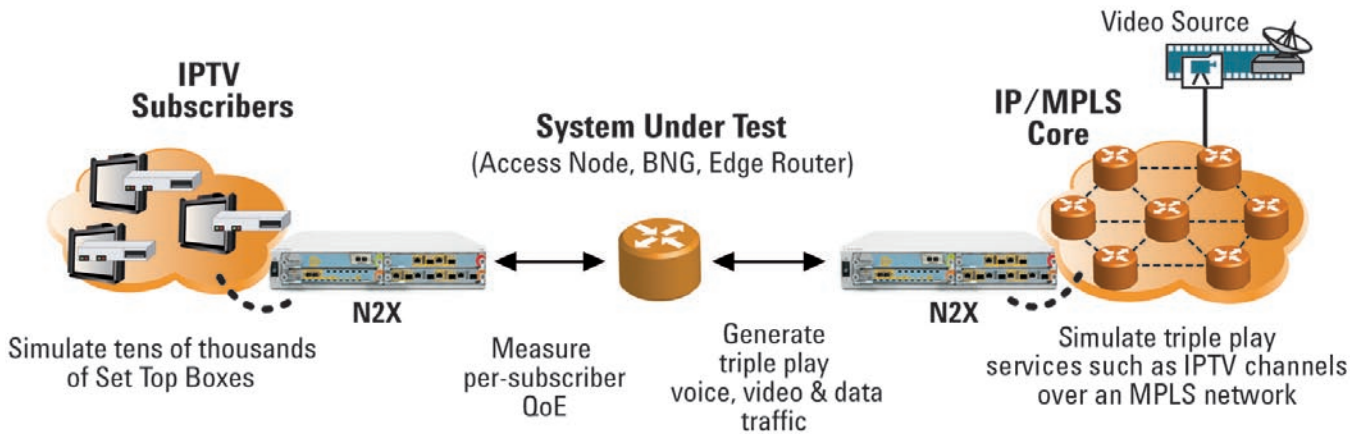 Video Source
IPTV
Subscribers
IP/MPLS
Core
System Under Test
(Access Node, BNG, Edge Router)
N2X
N2X
Simulate tens of thousands
of Set Top Boxes
Measure
per-subscriber
QoE
Generate
triple play
voice, video & data
traffic
Simulate triple play
services such as IPTV channels
over an MPLS network